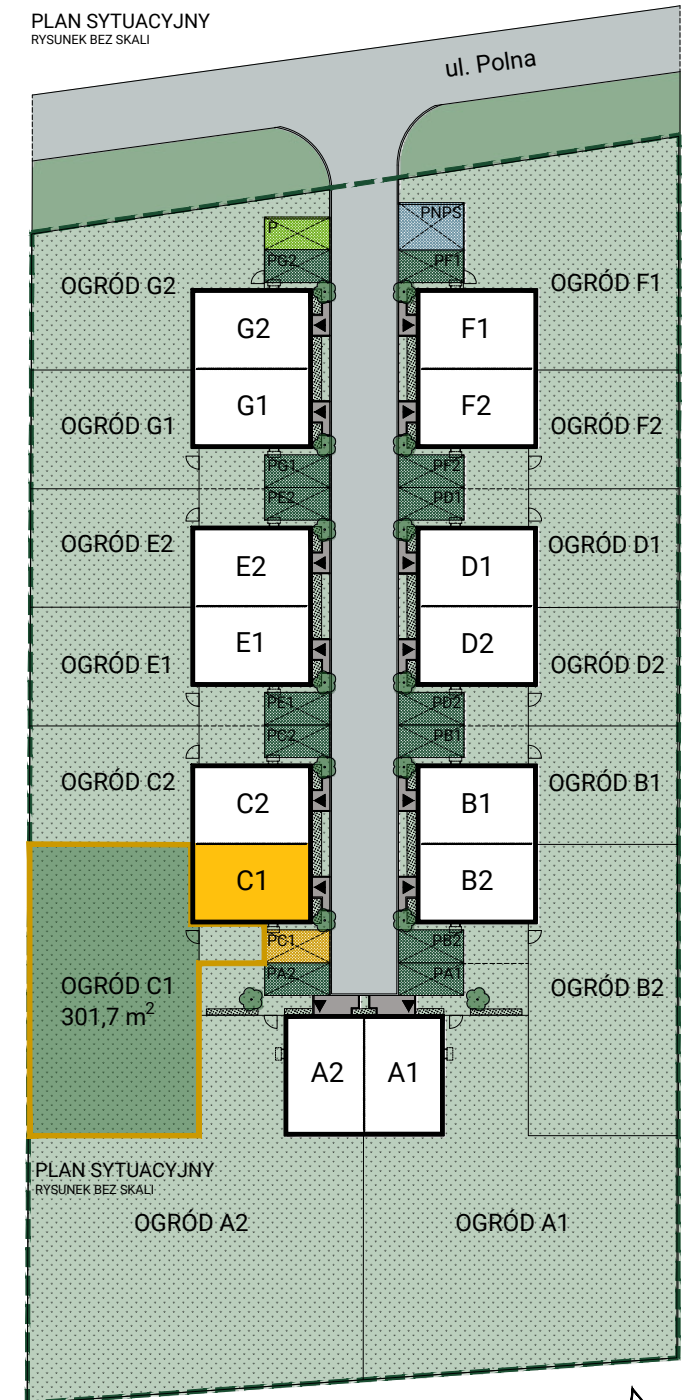 PLAN SYTUACYJNY
RYSUNEK BEZ SKALI
ul. Polna
P
PNPS
PG2
PF1
OGRÓD G2
OGRÓD F1
G2
F1
G1
F2
OGRÓD G1
OGRÓD F2
PG1
PF2
PE2
PD1
OGRÓD E2
OGRÓD D1
E2
D1
E1
D2
OGRÓD E1
OGRÓD D2
PE1
PD2
PC2
PB1
OGRÓD C2
OGRÓD B1
C2
B1
C1
B2
PC1
PB2
PA2
PA1
OGRÓD C1
301,7 m²
OGRÓD B2
A2
A1
PLAN SYTUACYJNY
RYSUNEK BEZ SKALI
OGRÓD A2
OGRÓD A1